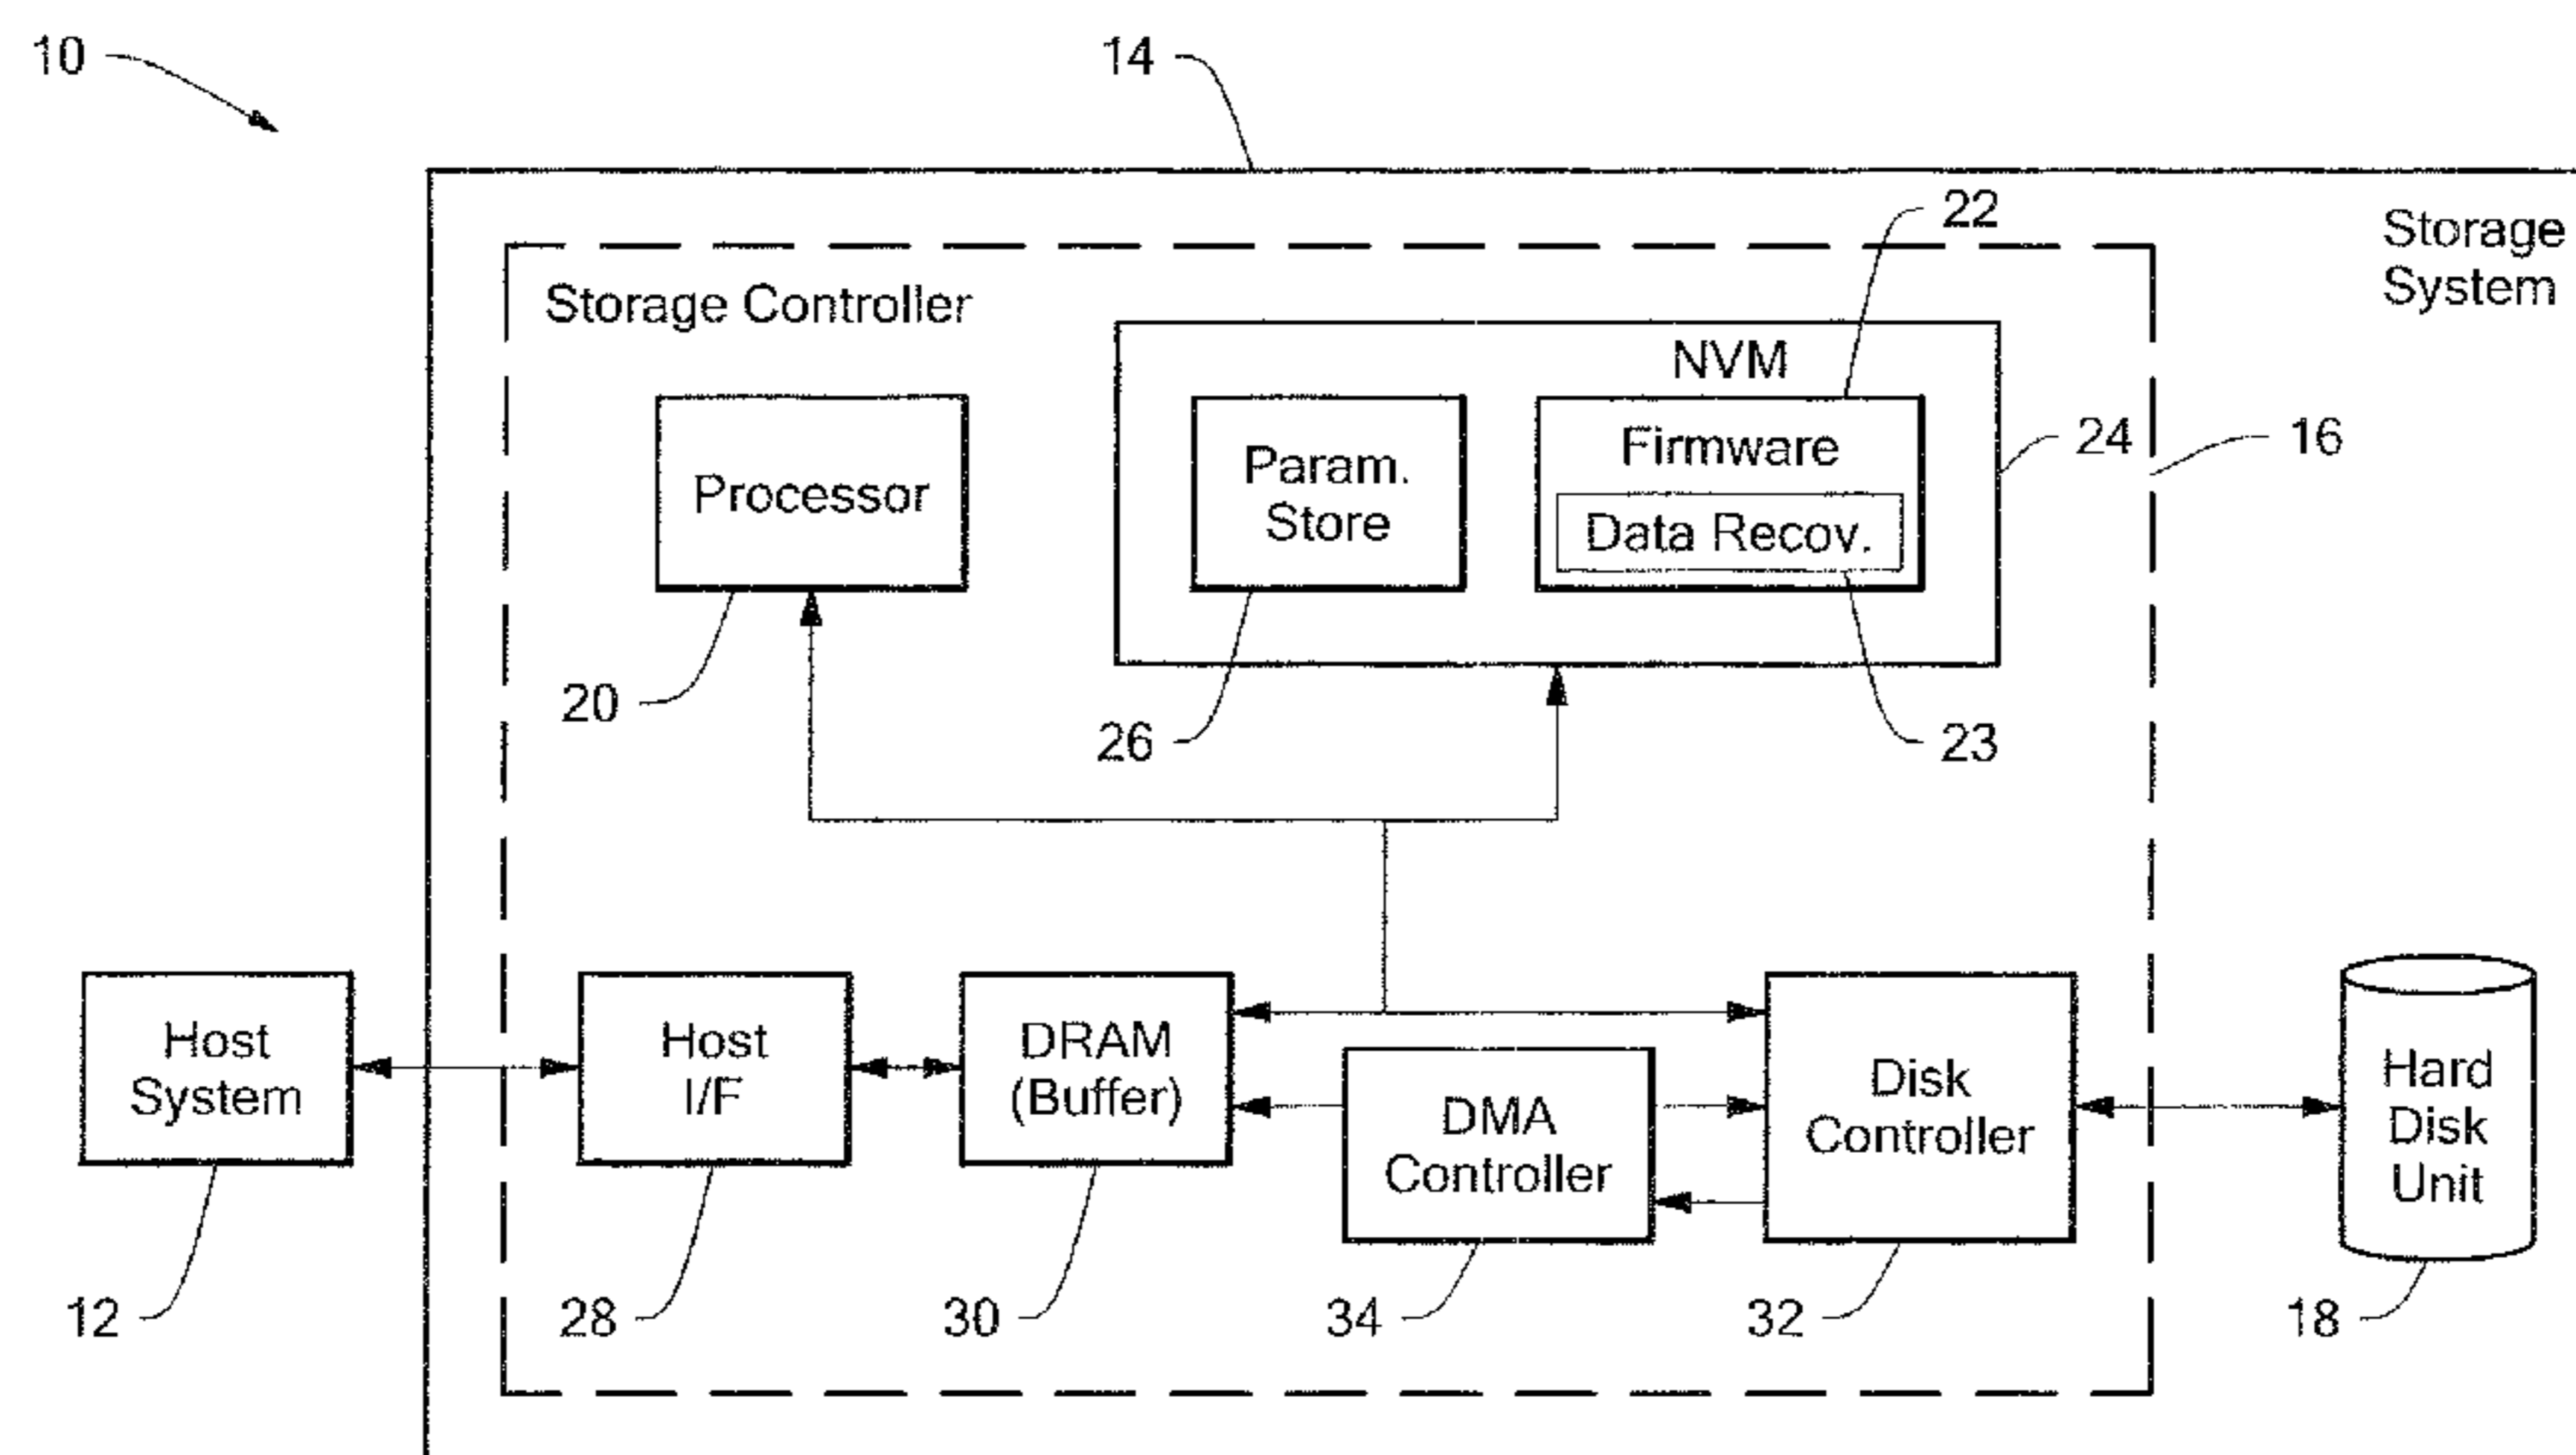 10
14
22
Storage
System
Storage Controller
NVM
24
16
Processor
Param.
Store
Firmware
Data Recov.
20
26
23
Host
System
Host
I/F
DRAM
(Buffer)
DMA
Controller
Disk
Controller
Hard
Disk
Unit
12
28
30
34
32
18